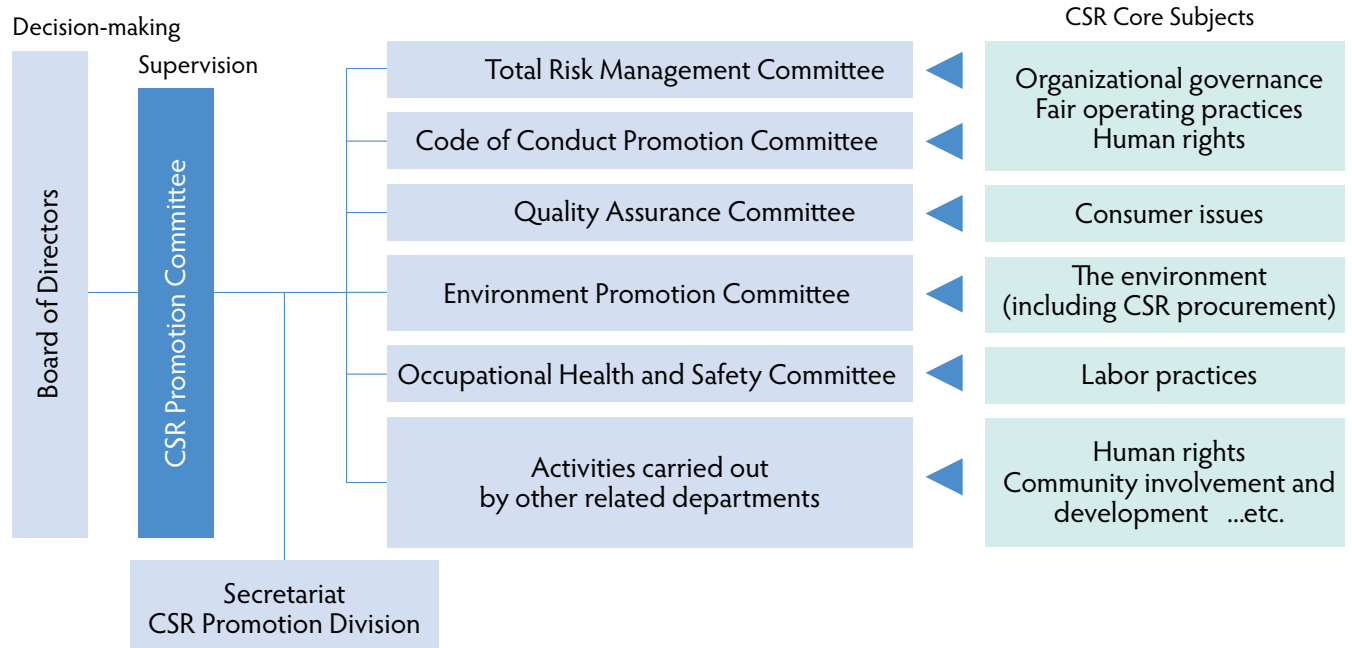 Decision-making
Supervision
CSR Core Subjects
Board of Directors
CSR Promotion Committee
Total Risk Management Committee
Code of Conduct Promotion Committee
Organizational governance
Fair operating practices
Human rights
Quality Assurance Committee
Consumer issues
Environment Promotion Committee
The environment
(including CSR procurement)
Occupational Health and Safety Committee
Labor practices
Activities carried out
by other related departments
Human rights
Community involvement and
development ...etc.
Secretariat
CSR Promotion Division